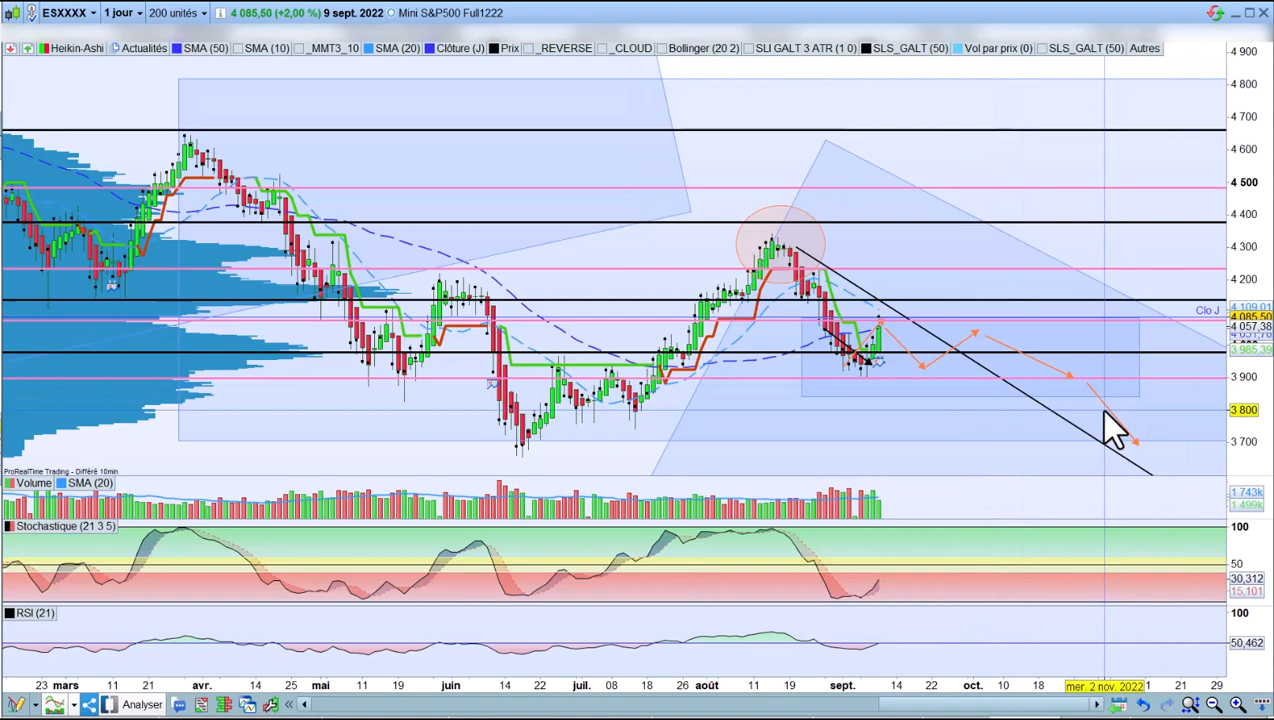 ESXXXX 1 jour 200 unités 4 085,50 (+2,00 %) 9 sept. 2022 Mini S&P500 Full1222
Heikin-Ashi Actualités SMA (50) SMA (10) _MMT3_10 SMA (20) Clôture (J) Prix _REVERSE _CLOUD Bollinger (20 2) SLI GALT 3 ATR (1 0) SLS_GALT (50) Vol par prix (0) SLS_GALT (50) Autres
4 900
4 800
4 700
4 600
4 500
4 400
4 300
4 200
4 109,01
Clo J
4 085,50
4 057,38
3 985,39
3 900
3 800
3 700
ProRealTime Trading - Différé 10min
Volume SMA (20)
1 743k
1 499k
Stochastique (21 3 5)
100
50
30,312
15,101
RSI (21)
100
50,462
23 mars 11 21 avr. 14 25 mai 11 19 juin 14 22 juil. 08 18 26 août 11 19 sept. 14 22 oct. 10 18 mer. 2 nov. 2022 1 21 29
Analyser